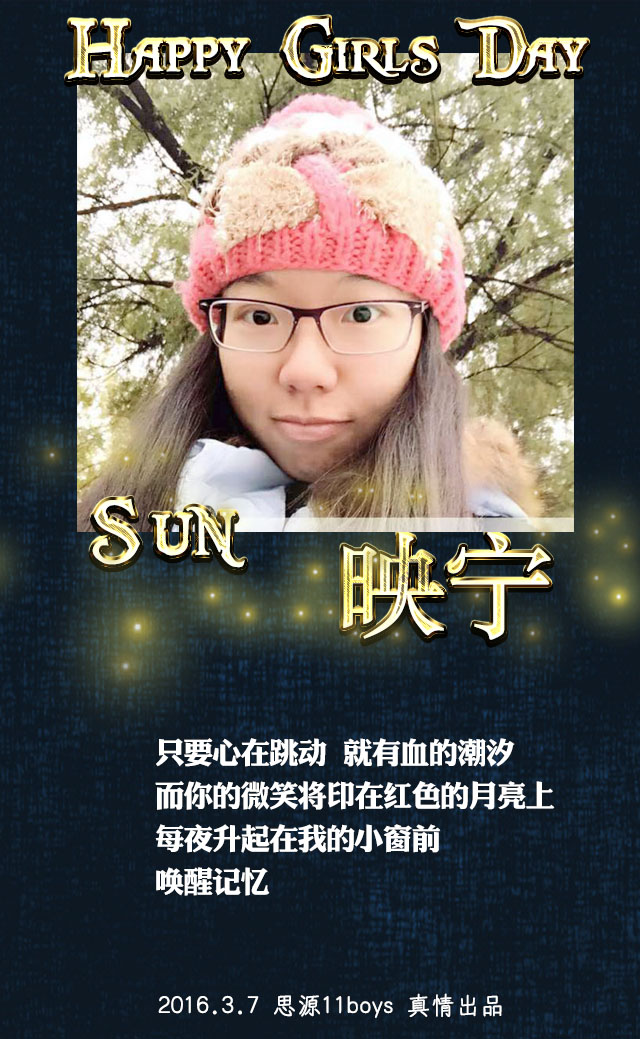 Happy Girls Day
Sun
映宁
只要心在跳动 就有血的潮汐
而你的微笑将印在红色的月亮上
每夜升起在我的小窗前
唤醒记忆
2016.3.7 思源11boys 真情出品